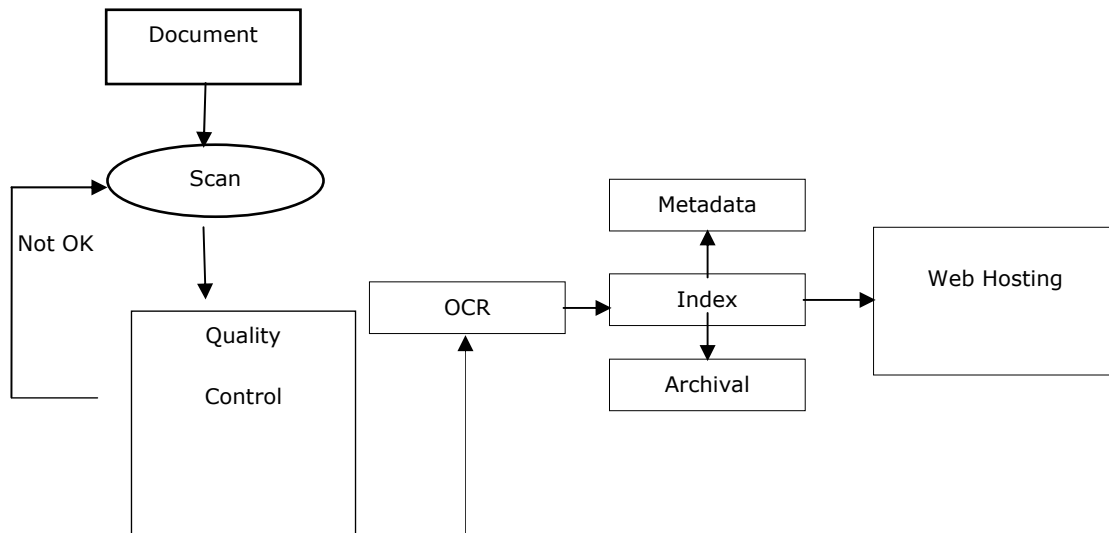 Document
Scan
Not OK
Quality
Control
OCR
Metadata
Index
Archival
Web Hosting